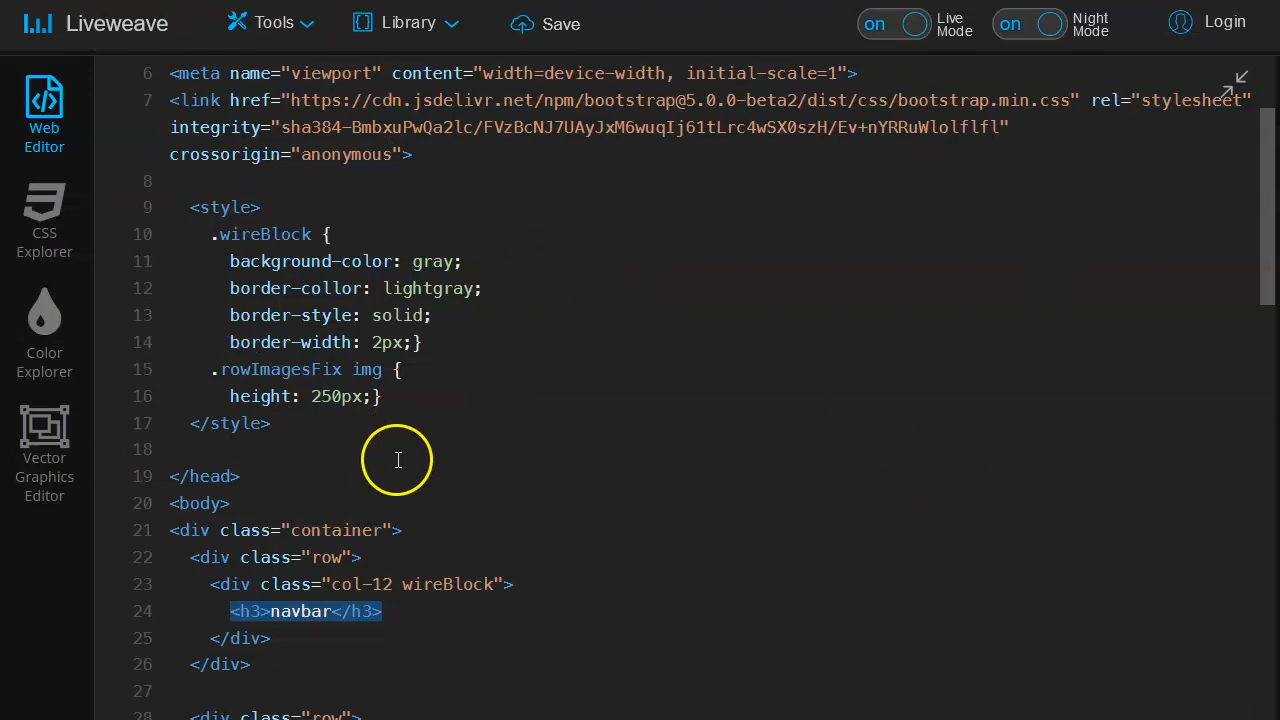 Liveweave Tools Library Save on Live Mode on Night Mode Login
Web Editor
CSS Explorer
Color Explorer
Vector Graphics Editor
6 <meta name="viewport" content="width=device-width, initial-scale=1">
7 <link href="https://cdn.jsdelivr.net/npm/bootstrap@5.0.0-beta2/dist/css/bootstrap.min.css" rel="stylesheet"
integrity="sha384-BmbxuPwQa2lc/FVzBcNJ7UAyJxM6wuqIj61tLrc4wSX0szH/Ev+nYRRuWlolflfl"
crossorigin="anonymous">
8
9 <style>
10 .wireBlock {
11 background-color: gray;
12 border-collor: lightgray;
13 border-style: solid;
14 border-width: 2px;}
15 .rowImagesFix img {
16 height: 250px;}
17 </style>
18
19 </head>
20 <body>
21 <div class="container">
22 <div class="row">
23 <div class="col-12 wireBlock">
24 <h3>navbar</h3>
25 </div>
26 </div>
27
28 <div class="row">